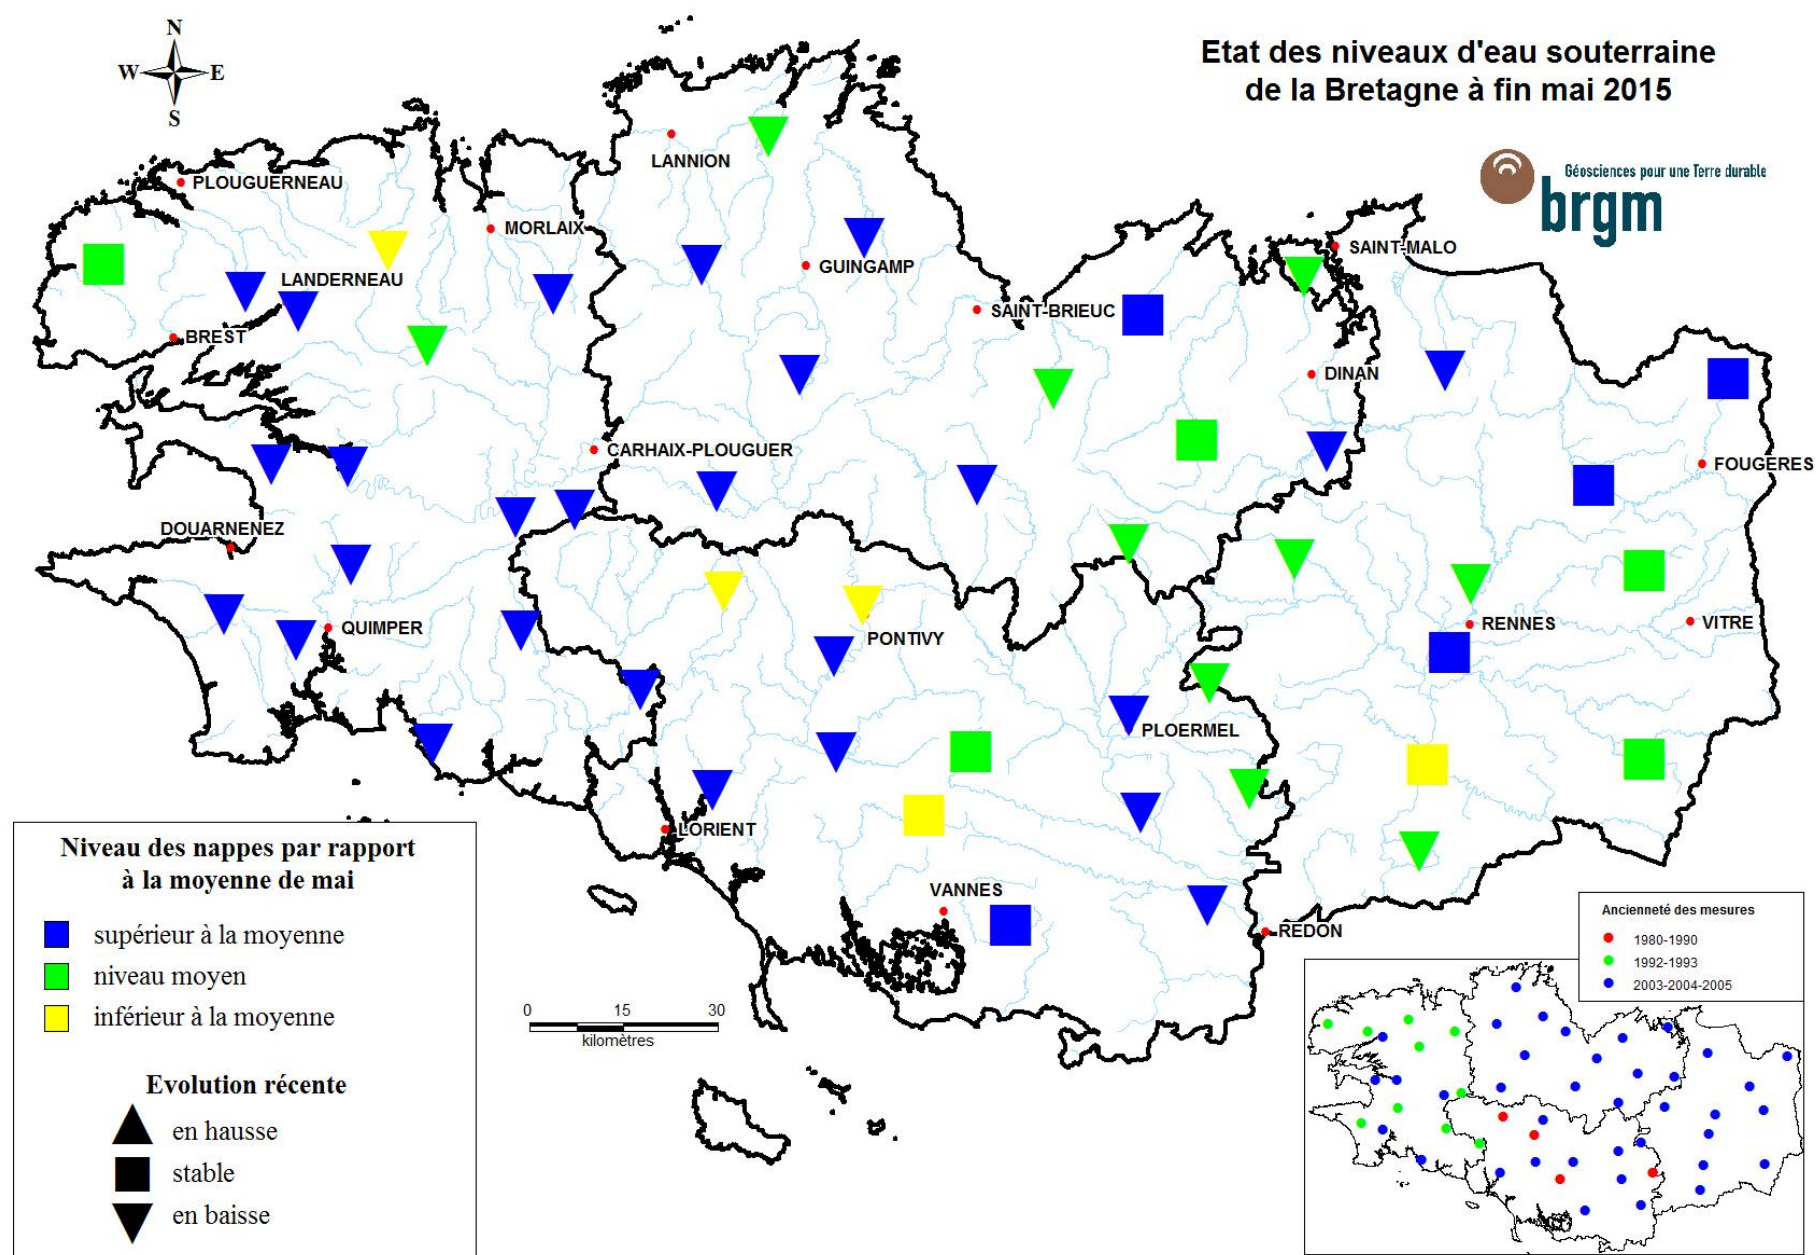 Etat des niveaux d'eau souterraine
de la Bretagne à fin mai 2015
N
W
E
S
Géosciences pour une Terre durable
brgm
LANNION
PLOUGUERNEAU
MORLAIX
SAINT-MALO
GUINGAMP
LANDERNEAU
SAINT-BRIEUC
BREST
DINAN
CARHAIX-PLOUGUER
FOUGERES
DOUARNENEZ
QUIMPER
RENNES
VITRE
PONTIVY
PLOERMEL
LORIENT
VANNES
REDON
Niveau des nappes par rapport
à la moyenne de mai
supérieur à la moyenne
niveau moyen
inférieur à la moyenne
Evolution récente
en hausse
stable
en baisse
0 15 30
kilomètres
Ancienneté des mesures
1980-1990
1992-1993
2003-2004-2005